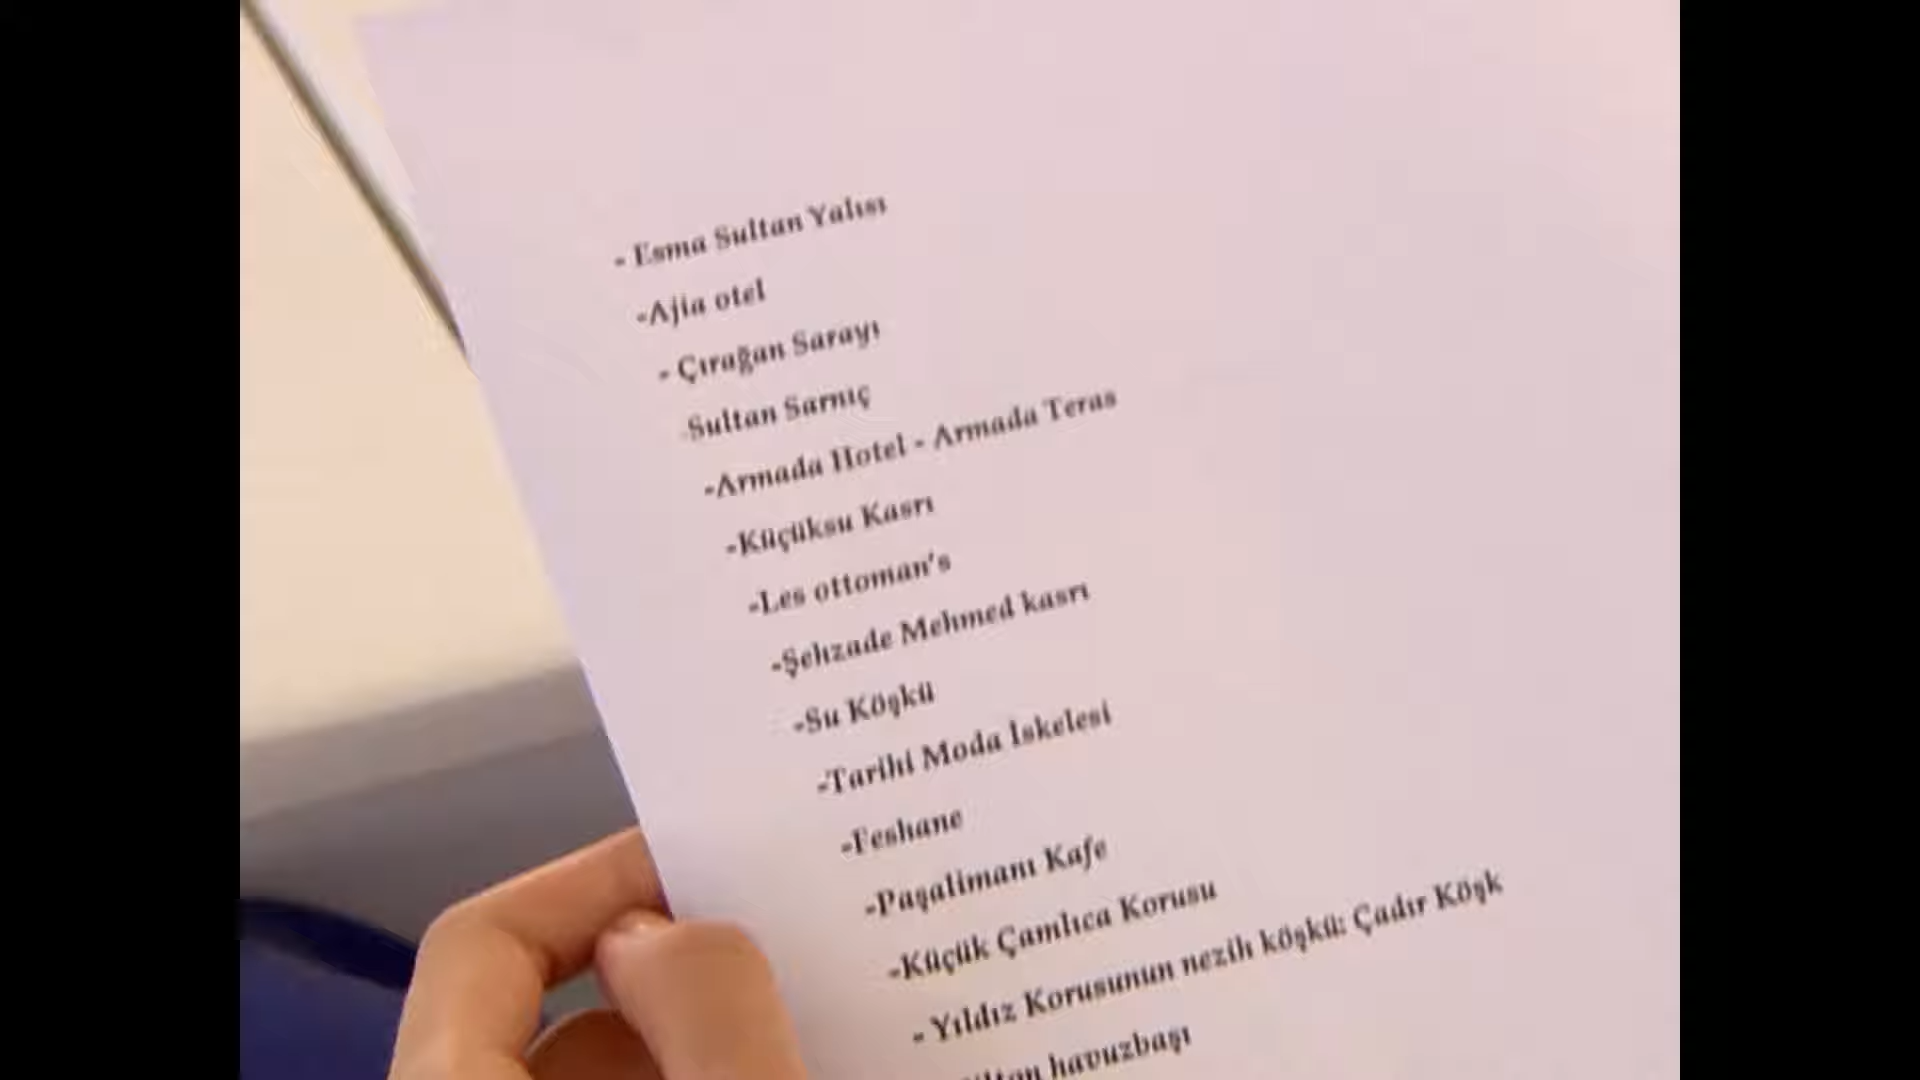 - Esma Sultan Yalısı
-Ajia otel
- Çırağan Sarayı
-Sultan Sarnıç
-Armada Hotel - Armada Teras
-Küçüksu Kasrı
-Les ottoman's
-Şehzade Mehmed kasrı
-Su Köşkü
-Tarihi Moda İskelesi
-Feshane
-Paşalimanı Kafe
-Küçük Çamlıca Korusu
- Yıldız Korusunun nezih köşkü: Çadır Köşk
havuzbaşı